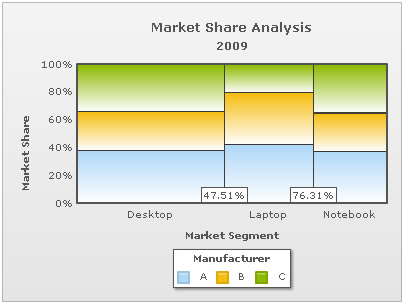 Market Share Analysis
2009
Market Share
100%
80%
60%
40%
20%
0%
47.51%
76.31%
Desktop Laptop Notebook
Market Segment
Manufacturer
A B C